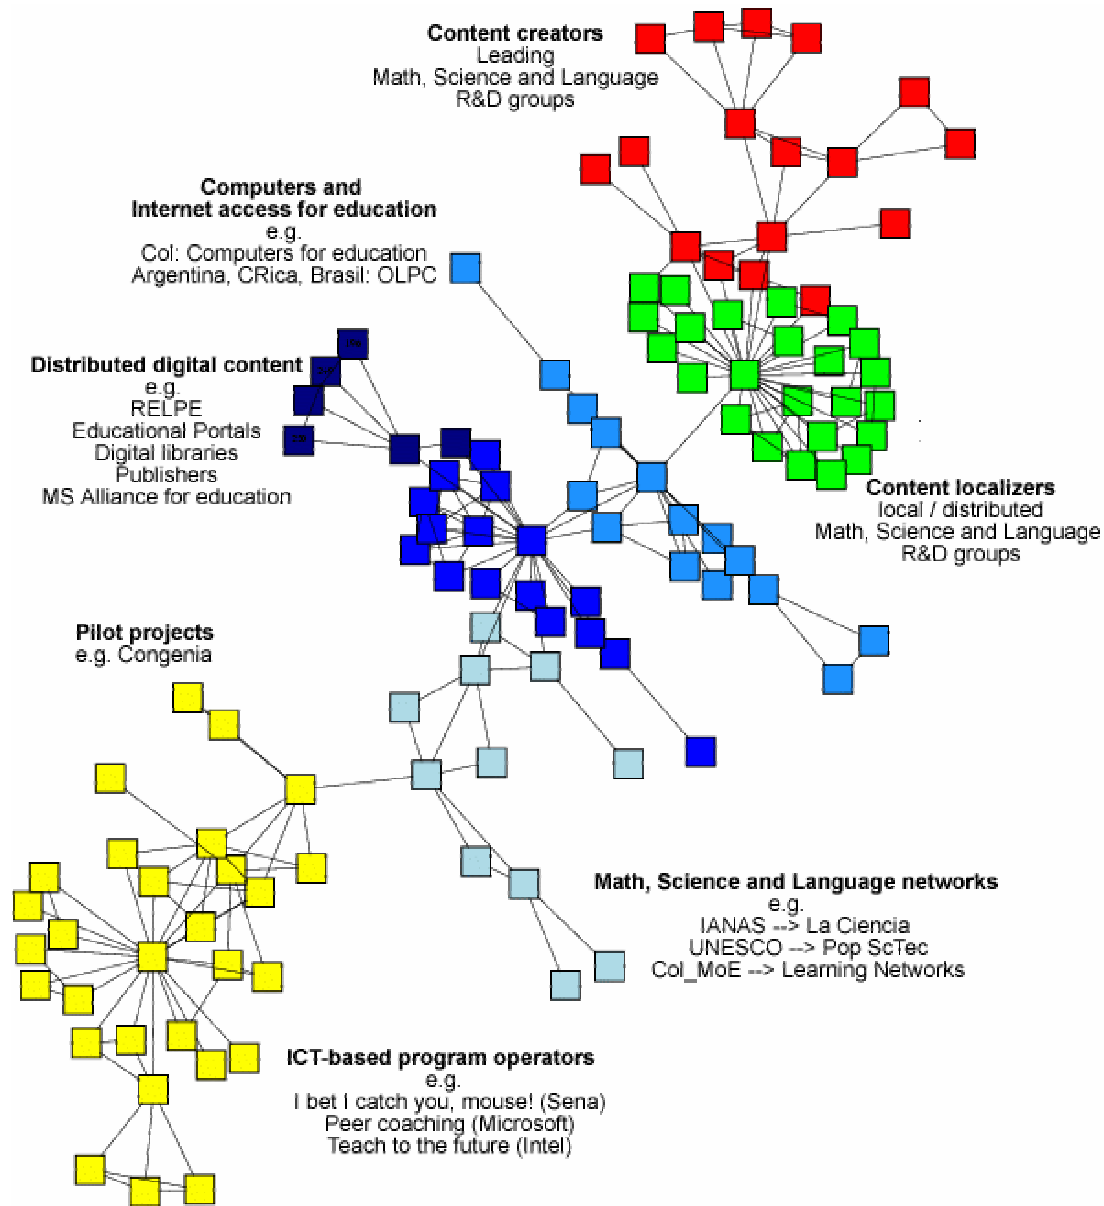 Content creators
Leading
Math, Science and Language
R&D groups
Computers and
Internet access for education
e.g.
Col: Computers for education
Argentina, CRica, Brasil: OLPC
Distributed digital content
e.g.
RELPE
Educational Portals
Digital libraries
Publishers
MS Alliance for education
Content localizers
local / distributed
Math, Science and Language
R&D groups
Pilot projects
e.g. Congenia
Math, Science and Language networks
e.g.
IANAS --> La Ciencia
UNESCO --> Pop ScTec
Col_MoE --> Learning Networks
ICT-based program operators
e.g.
I bet I catch you, mouse! (Sena)
Peer coaching (Microsoft)
Teach to the future (Intel)